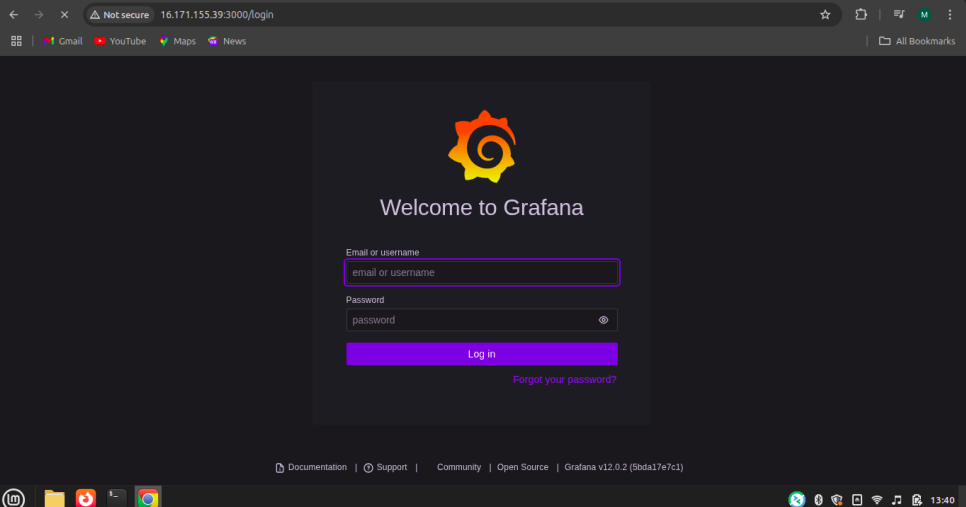 Not secure 16.171.155.39:3000/login M
Gmail YouTube Maps News All Bookmarks
Welcome to Grafana
Email or username
email or username
Password
password
Log in
Forgot your password?
Documentation | Support | Community | Open Source | Grafana v12.0.2 (5bda17e7c1)
13:40